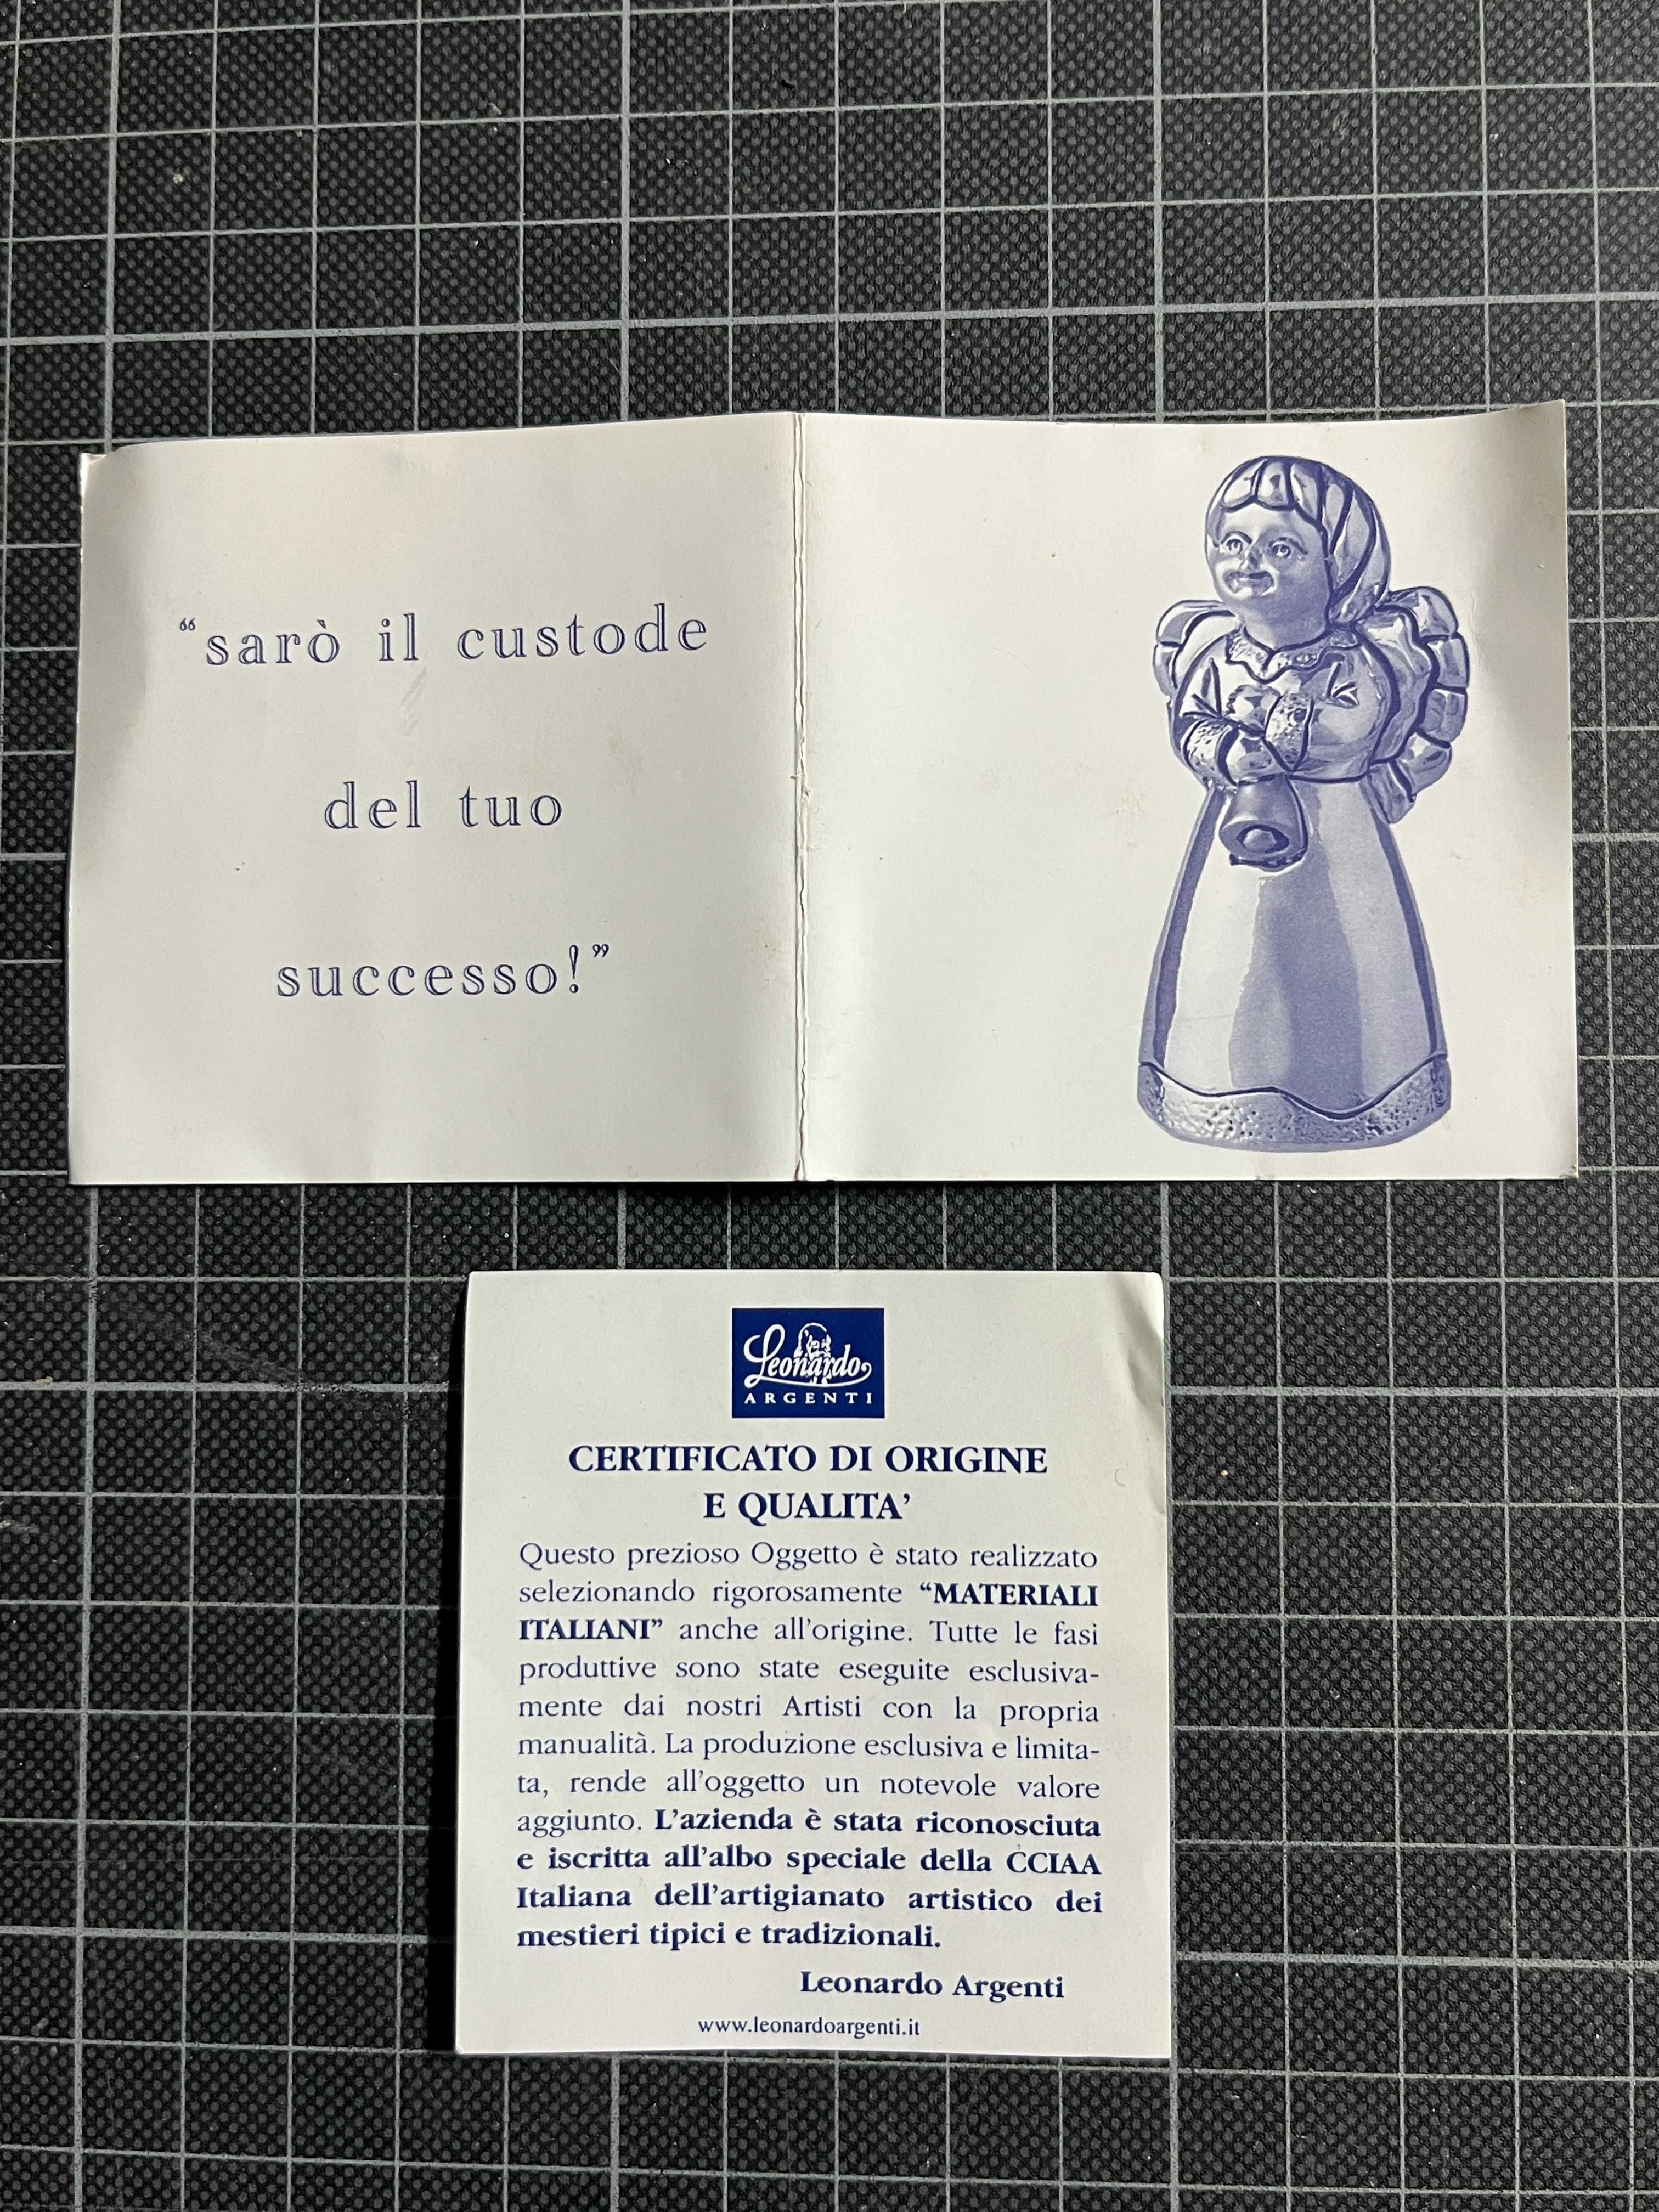 “sarò il custode
del tuo
successo!”
Leonardo
ARGENTI
CERTIFICATO DI ORIGINE
E QUALITA’
Questo prezioso Oggetto è stato realizzato
selezionando rigorosamente “MATERIALI
ITALIANI” anche all’origine. Tutte le fasi
produttive sono state eseguite esclusiva-
mente dai nostri Artisti con la propria
manualità. La produzione esclusiva e limita-
ta, rende all’oggetto un notevole valore
aggiunto. L’azienda è stata riconosciuta
e iscritta all’albo speciale della CCIAA
Italiana dell’artigianato artistico dei
mestieri tipici e tradizionali.
Leonardo Argenti
www.leonardoargenti.it